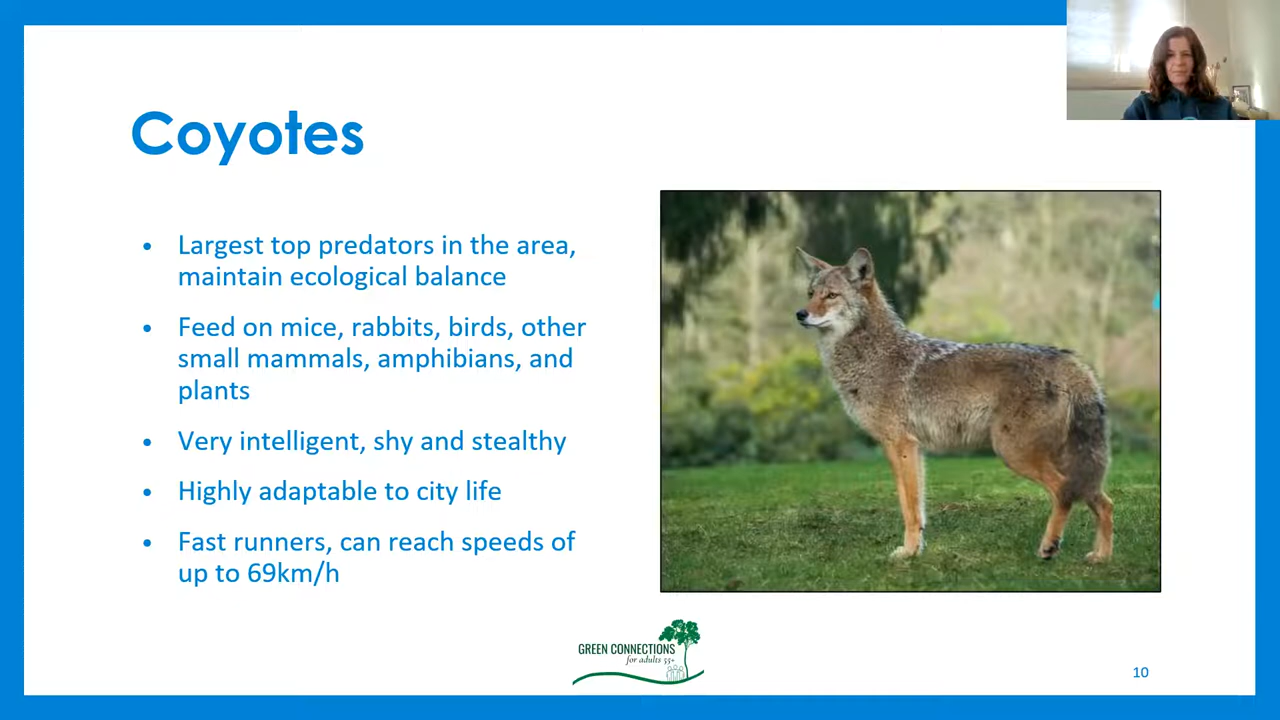 Coyotes
• Largest top predators in the area,
maintain ecological balance
• Feed on mice, rabbits, birds, other
small mammals, amphibians, and
plants
• Very intelligent, shy and stealthy
• Highly adaptable to city life
• Fast runners, can reach speeds of
up to 69km/h
GREEN CONNECTIONS
for adults 55+
10